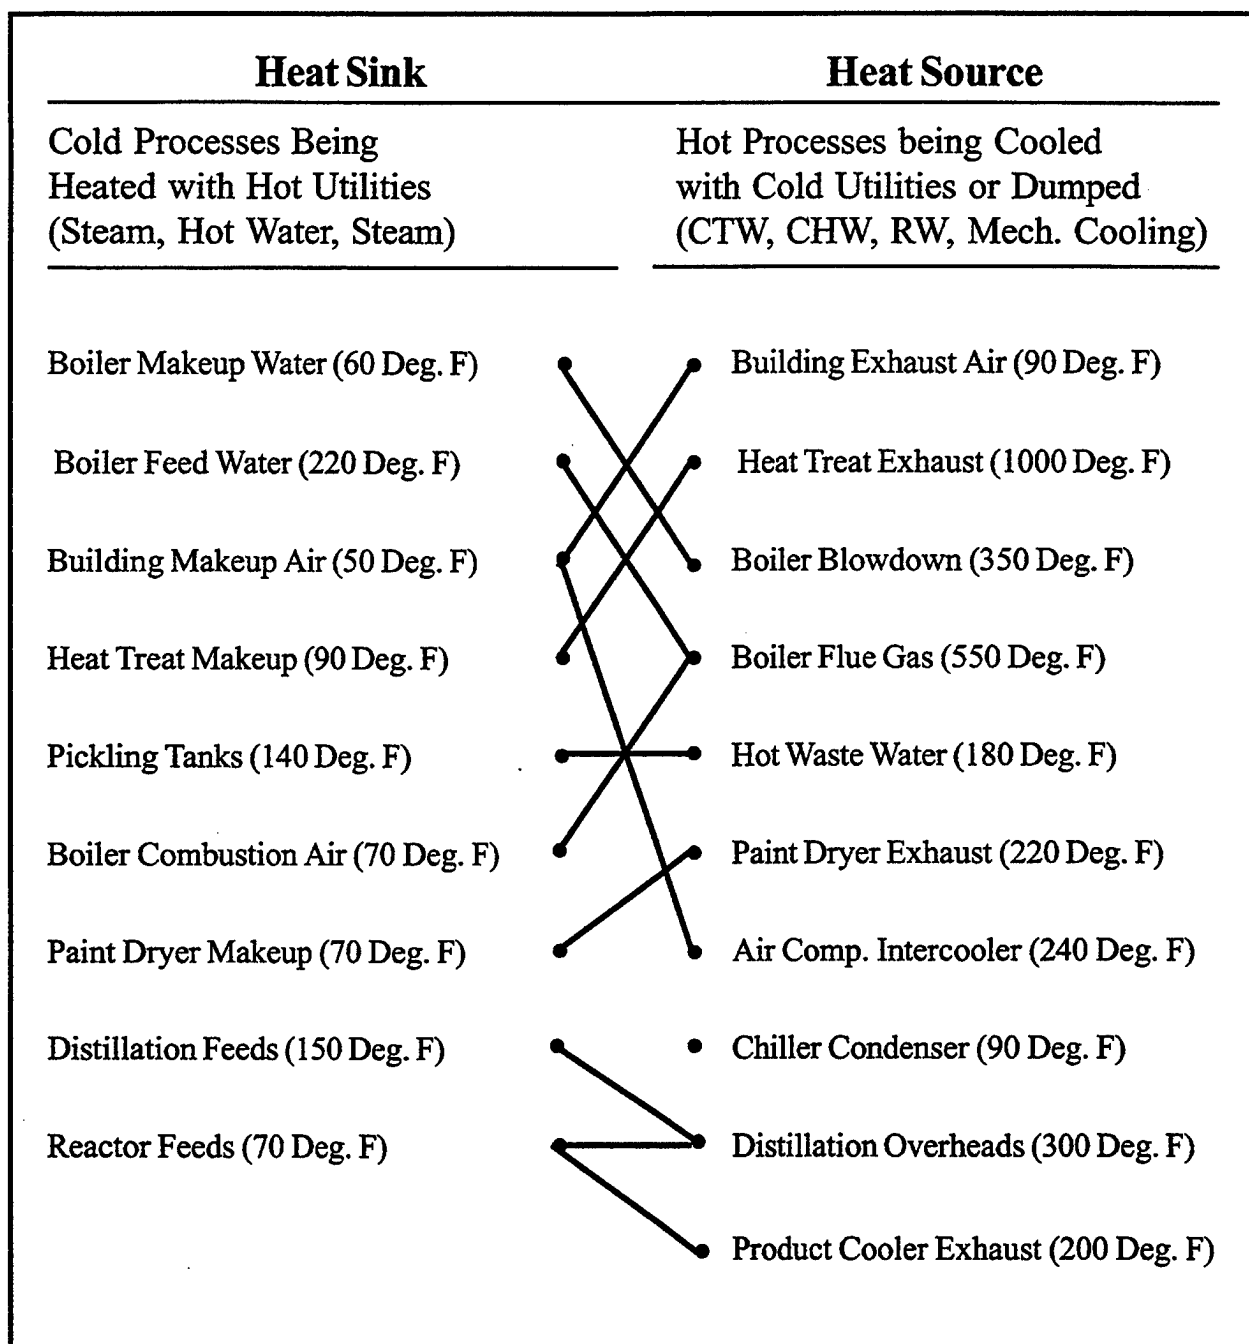 Heat Sink
Heat Source
Cold Processes Being
Heated with Hot Utilities
(Steam, Hot Water, Steam)
Hot Processes being Cooled
with Cold Utilities or Dumped
(CTW, CHW, RW, Mech. Cooling)
Boiler Makeup Water (60 Deg. F)
Building Exhaust Air (90 Deg. F)
Boiler Feed Water (220 Deg. F)
Heat Treat Exhaust (1000 Deg. F)
Building Makeup Air (50 Deg. F)
Boiler Blowdown (350 Deg. F)
Heat Treat Makeup (90 Deg. F)
Boiler Flue Gas (550 Deg. F)
Pickling Tanks (140 Deg. F)
Hot Waste Water (180 Deg. F)
Boiler Combustion Air (70 Deg. F)
Paint Dryer Exhaust (220 Deg. F)
Paint Dryer Makeup (70 Deg. F)
Air Comp. Intercooler (240 Deg. F)
Distillation Feeds (150 Deg. F)
Chiller Condenser (90 Deg. F)
Reactor Feeds (70 Deg. F)
Distillation Overheads (300 Deg. F)
Product Cooler Exhaust (200 Deg. F)